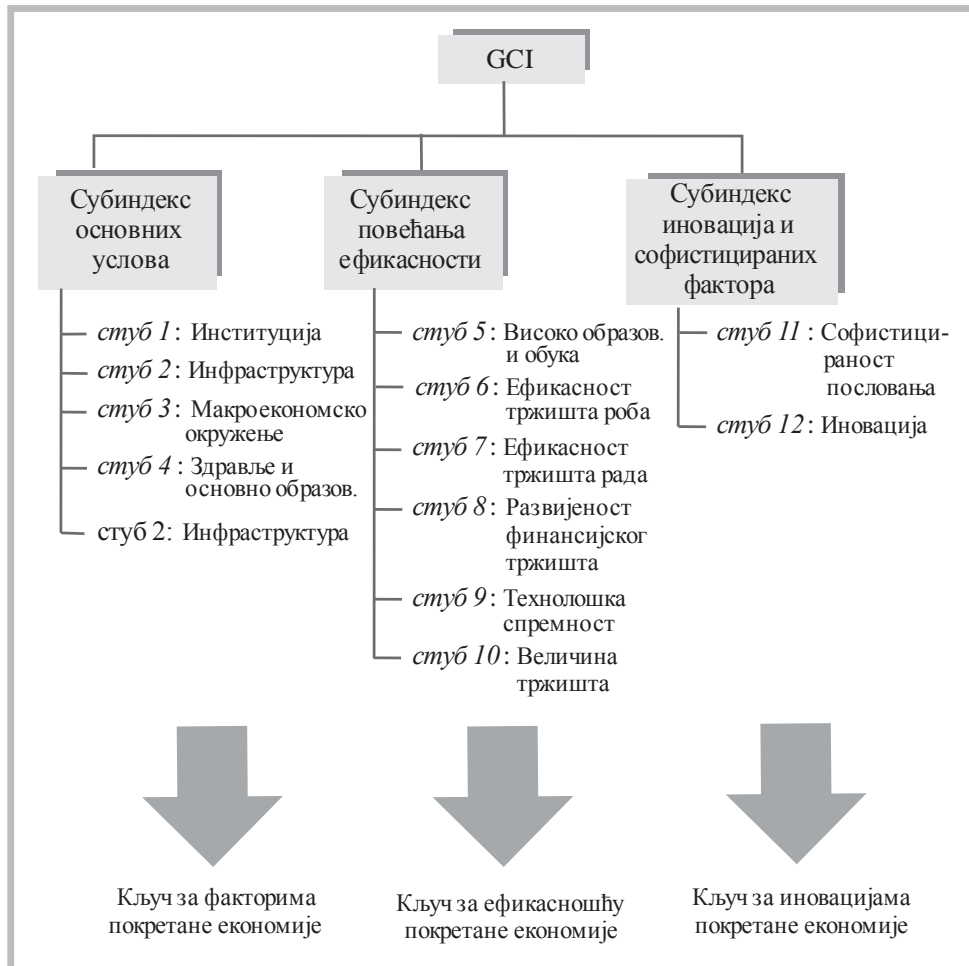 GCI
Субиндекс
основних
услова
стуб 1: Институција
стуб 2: Инфраструктура
стуб 3: Макроекономско
окружење
стуб 4: Здравље и
основно образов.
стуб 2: Инфраструктура
Субиндекс
повећања
ефикасности
стуб 5: Високо образов.
и обука
стуб 6: Ефикасност
тржишта роба
стуб 7: Ефикасност
тржишта рада
стуб 8: Развијеност
финансијског
тржишта
стуб 9: Технолошка
спремност
стуб 10: Величина
тржишта
Субиндекс
иновација и
софистицираних
фактора
стуб 11: Софистици-
раност
пословања
стуб 12: Иновација
Кључ за факторима
покретане економије
Кључ за ефикасношћу
покретане економије
Кључ за иновацијама
покретане економије